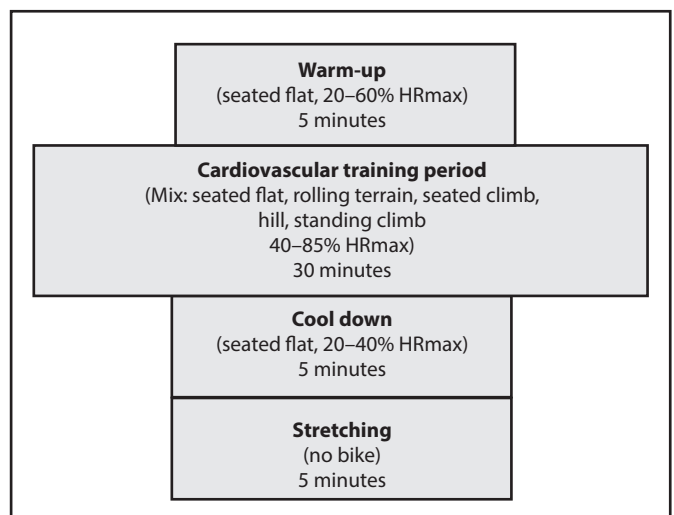 Warm-up
(seated flat, 20–60% HRmax)
5 minutes
Cardiovascular training period
(Mix: seated flat, rolling terrain, seated climb,
hill, standing climb
40–85% HRmax)
30 minutes
Cool down
(seated flat, 20–40% HRmax)
5 minutes
Stretching
(no bike)
5 minutes